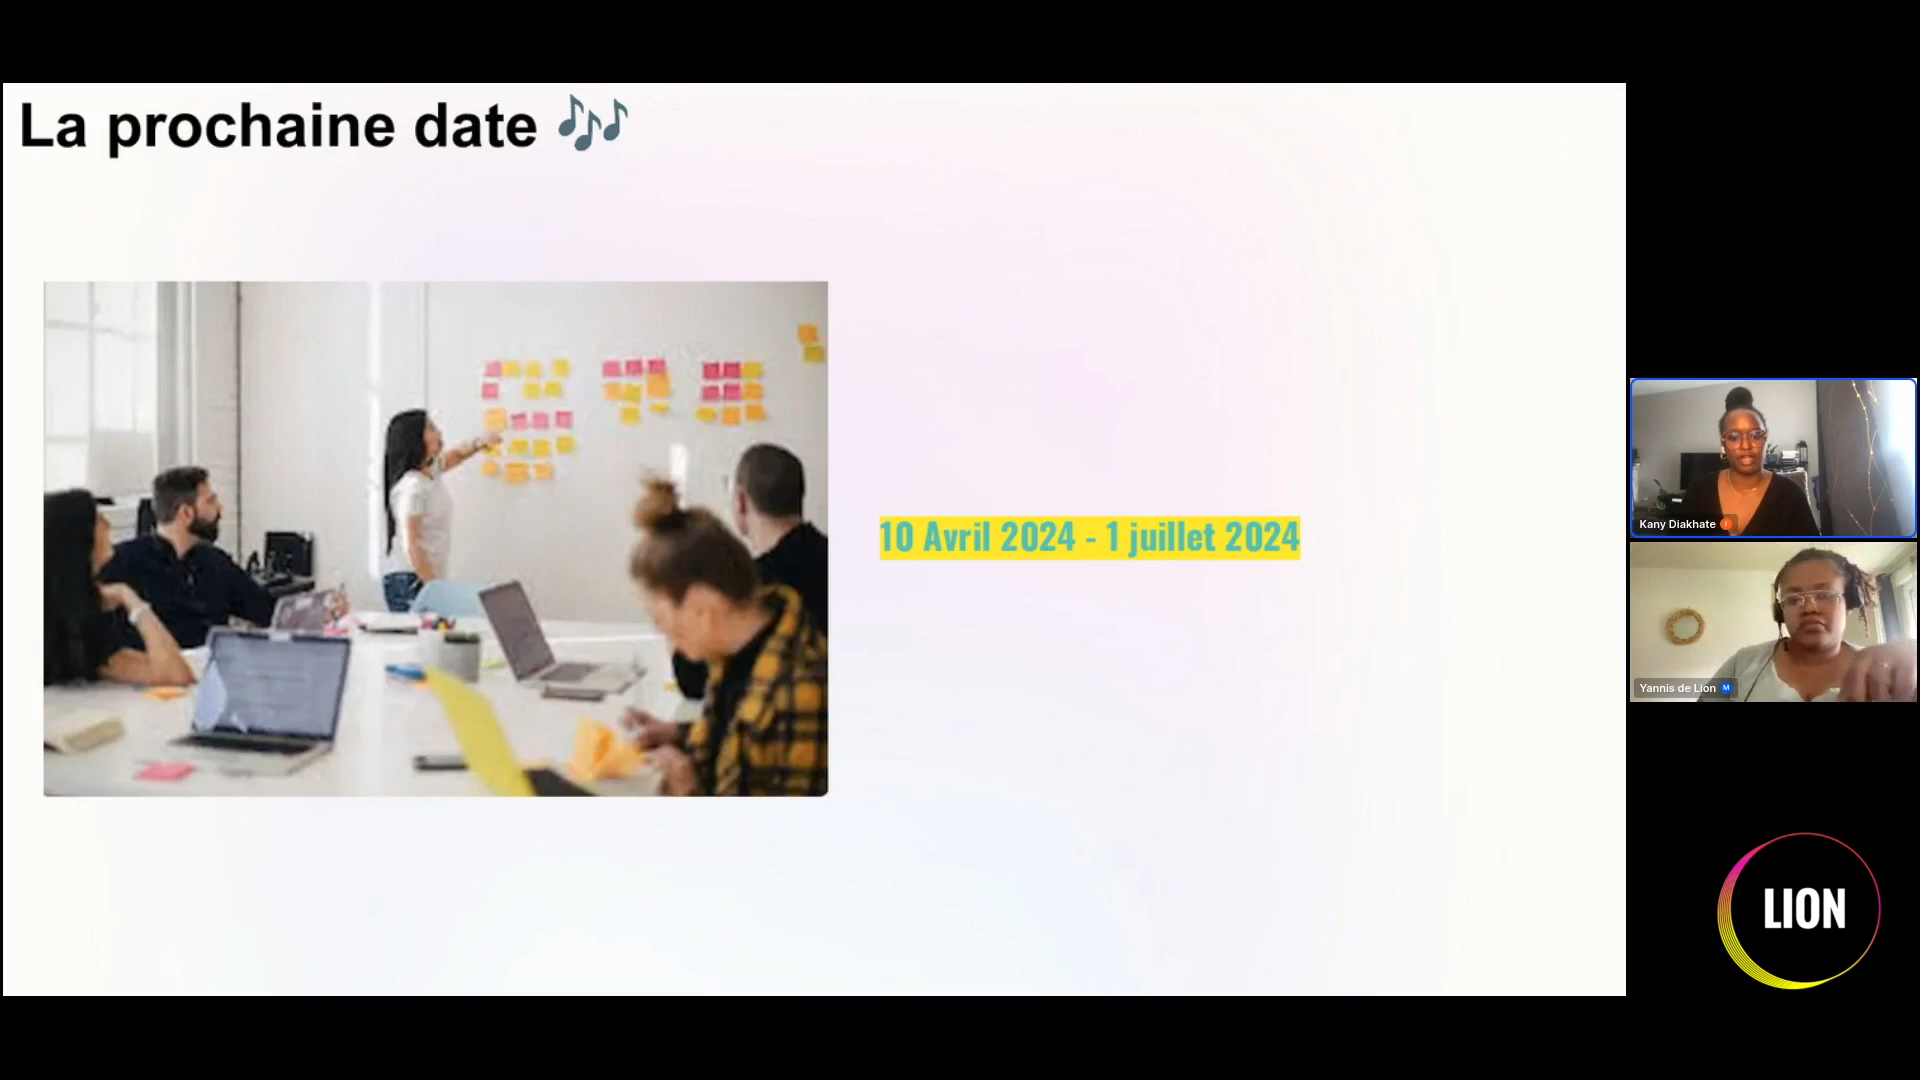 La prochaine date 🎶
10 Avril 2024 - 1 juillet 2024
Kany Diakhate
Yannis de Lion M
LION